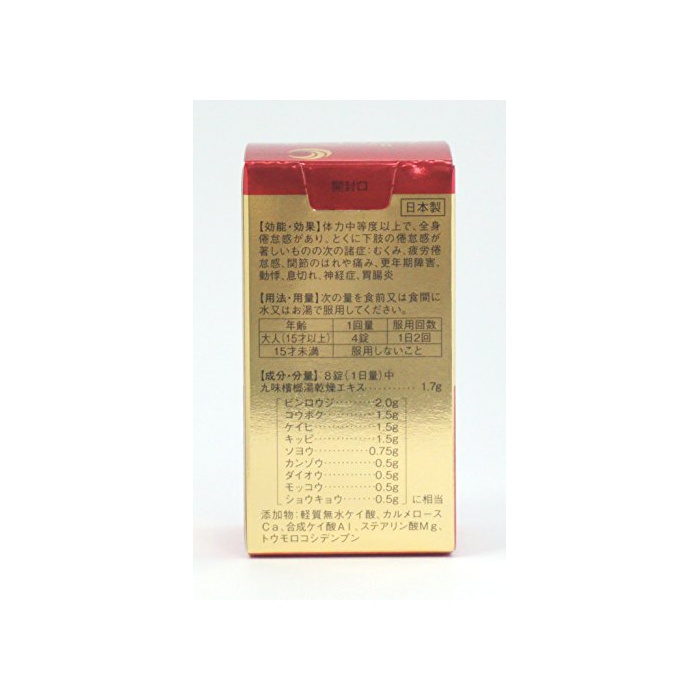 開封口
日本製
【効能・効果】体力中等度以上で、全身
倦怠感があり、とくに下肢の倦怠感が
著しいものの次の諸症:むくみ、疲労倦
怠感、関節のはれや痛み、更年期障害、
動悸、息切れ、神経症、胃腸炎
【用法・用量】次の量を食前又は食間に
水又はお湯で服用してください。
年齢 1回量 服用回数
大人(15才以上) 4錠 1日2回
15才未満 服用しないこと
【成分・分量】8錠(1日量)中
九味檳榔湯乾燥エキス………… 1.7g
ビンロウジ………2.0g
コウボク…………1.5g
ケイヒ……………1.5g
キッピ……………1.5g
ソヨウ……………0.75g
カンゾウ…………0.5g
ダイオウ…………0.5g
モッコウ…………0.5g
ショウキョウ……0.5g に相当
添加物:軽質無水ケイ酸、カルメロース
Ca、合成ケイ酸Al、ステアリン酸Mg、
トウモロコシデンプン